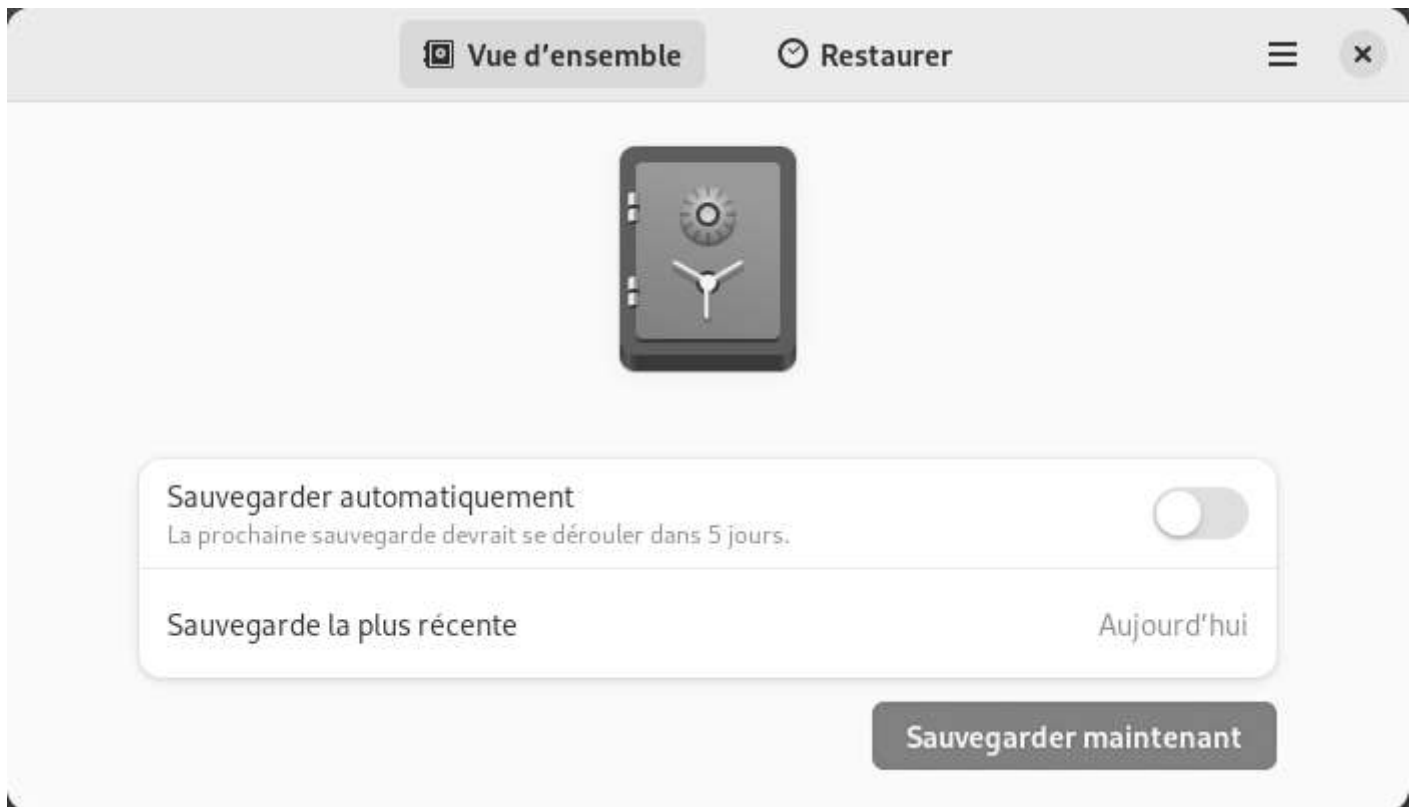 Vue d’ensemble
Restaurer
Sauvegarder automatiquement
La prochaine sauvegarde devrait se dérouler dans 5 jours.
Sauvegarde la plus récente
Aujourd’hui
Sauvegarder maintenant